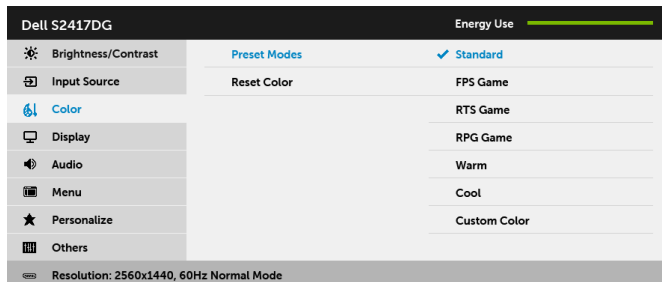 Dell S2417DG Energy Use
Brightness/Contrast Preset Modes Standard
Input Source Reset Color FPS Game
Color RTS Game
Display RPG Game
Audio Warm
Menu Cool
Personalize Custom Color
Others
Resolution: 2560x1440, 60Hz Normal Mode